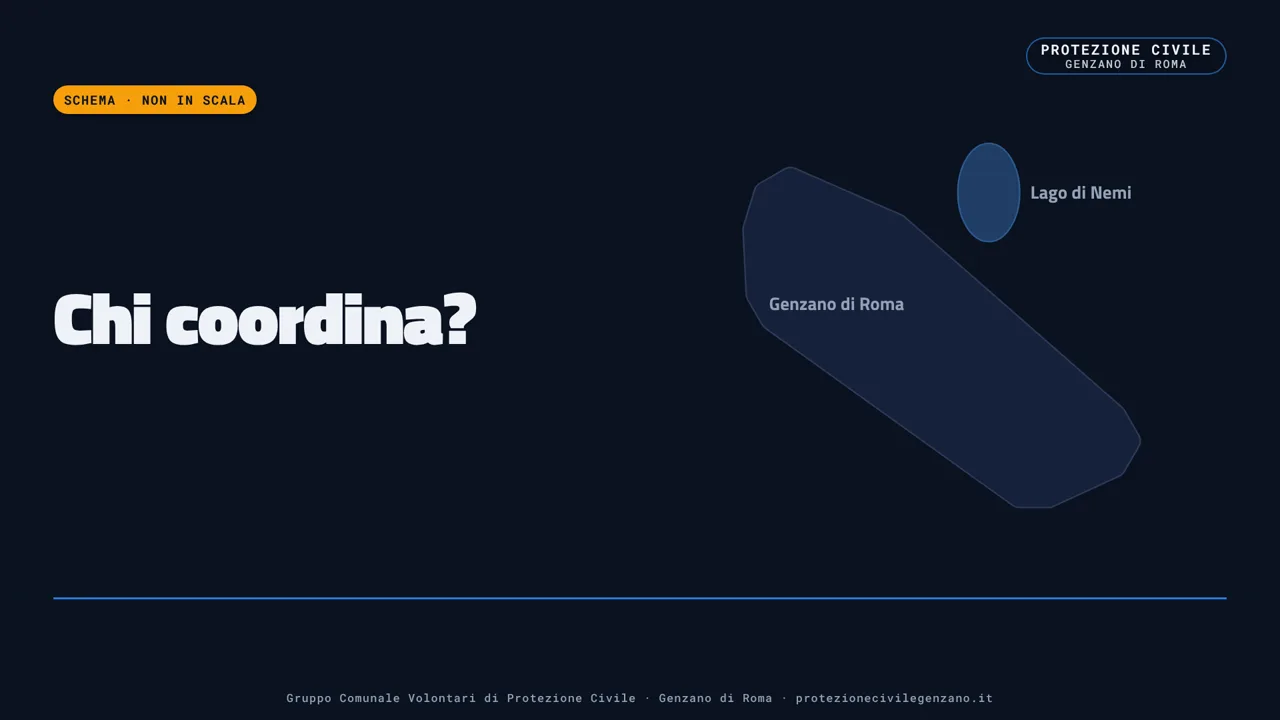 PROTEZIONE CIVILE
GENZANO DI ROMA
SCHEMA · NON IN SCALA
Lago di Nemi
Genzano di Roma
Chi coordina?
Gruppo Comunale Volontari di Protezione Civile · Genzano di Roma · protezionecivilegenzano.it